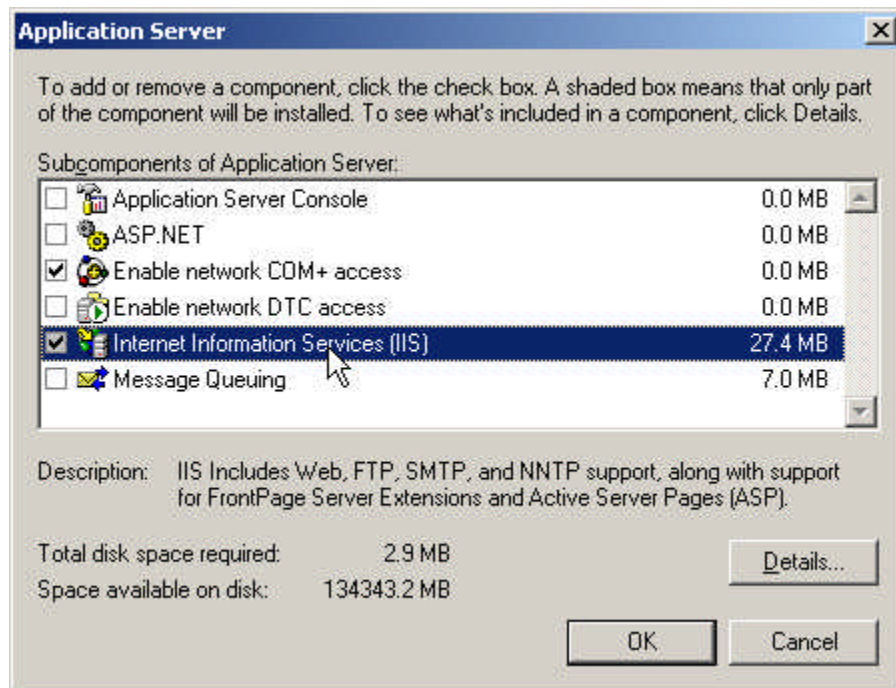 Application Server
To add or remove a component, click the check box. A shaded box means that only part
of the component will be installed. To see what's included in a component, click Details.
Subcomponents of Application Server:
Application Server Console 0.0 MB
ASP.NET 0.0 MB
Enable network COM+ access 0.0 MB
Enable network DTC access 0.0 MB
Internet Information Services (IIS) 27.4 MB
Message Queuing 7.0 MB
Description: IIS Includes Web, FTP, SMTP, and NNTP support, along with support
for FrontPage Server Extensions and Active Server Pages (ASP).
Total disk space required: 2.9 MB
Details...
Space available on disk: 134343.2 MB
OK Cancel